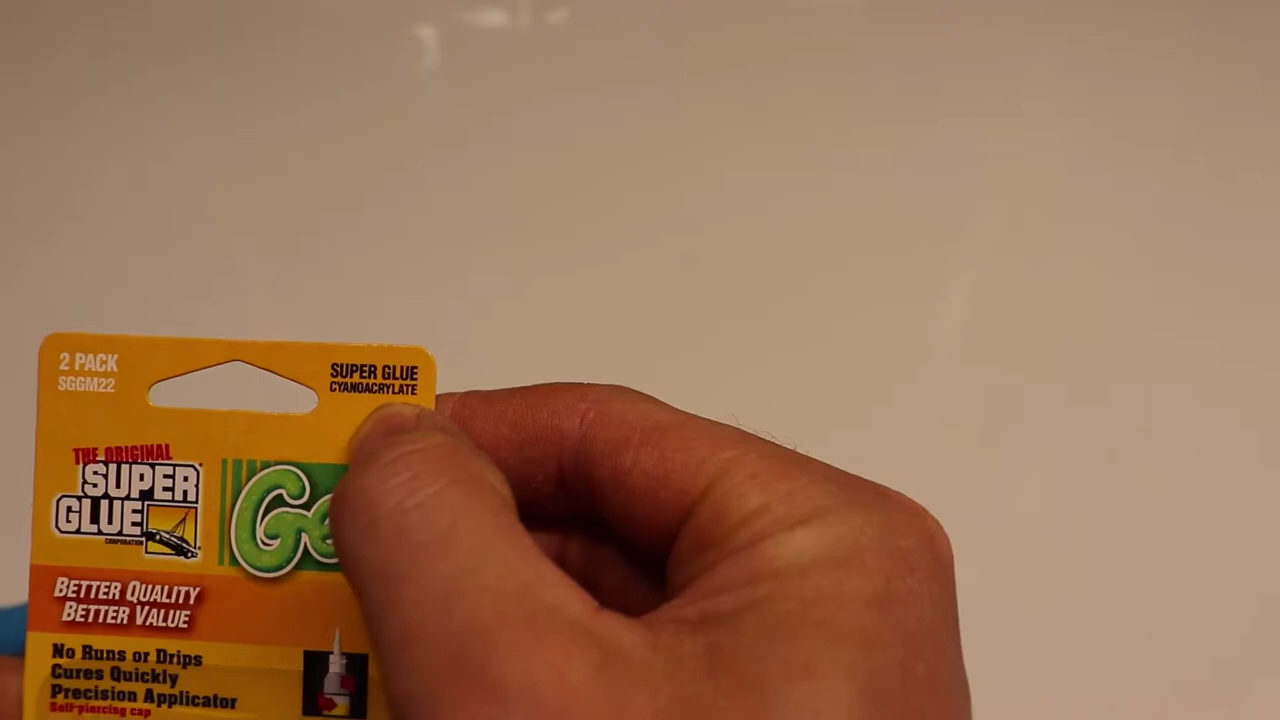 2 PACK
SGGM22
SUPER GLUE
CYANOACRYLATE
THE ORIGINAL
SUPER
GLUE
CORPORATION
BETTER QUALITY
BETTER VALUE
No Runs or Drips
Cures Quickly
Precision Applicator
Self-piercing cap